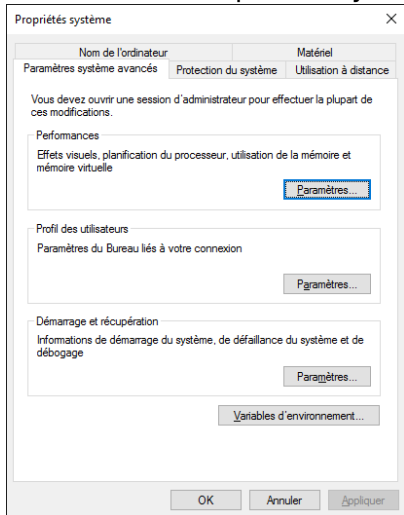 Propriétés système
Nom de l'ordinateur
Matériel
Paramètres système avancés
Protection du système
Utilisation à distance
Vous devez ouvrir une session d'administrateur pour effectuer la plupart de
ces modifications.
Performances
Effets visuels, planification du processeur, utilisation de la mémoire et
mémoire virtuelle
Paramètres...
Profil des utilisateurs
Paramètres du Bureau liés à votre connexion
Paramètres...
Démarrage et récupération
Informations de démarrage du système, de défaillance du système et de
débogage
Paramètres...
Variables d'environnement...
OK
Annuler
Appliquer